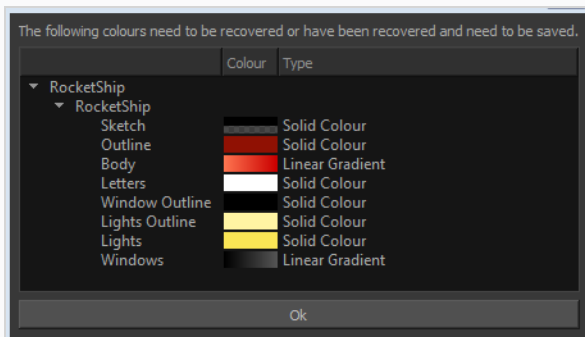 The following colours need to be recovered or have been recovered and need to be saved.
Colour Type
RocketShip
RocketShip
Sketch Solid Colour
Outline Solid Colour
Body Linear Gradient
Letters Solid Colour
Window Outline Solid Colour
Lights Outline Solid Colour
Lights Solid Colour
Windows Linear Gradient
Ok